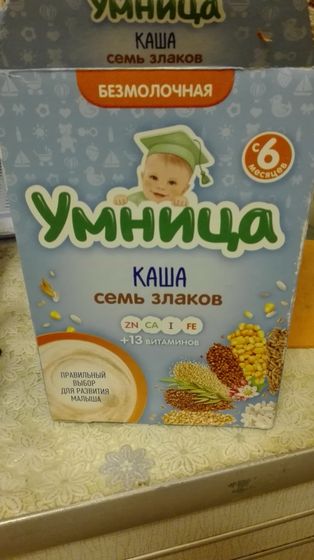 Умница
КАША
семь злаков
БЕЗМОЛОЧНАЯ
с 6
месяцев
Умница
КАША
семь злаков
ZN CA I FE
+13 витаминов
ПРАВИЛЬНЫЙ
ВЫБОР
ДЛЯ РАЗВИТИЯ
МАЛЫША